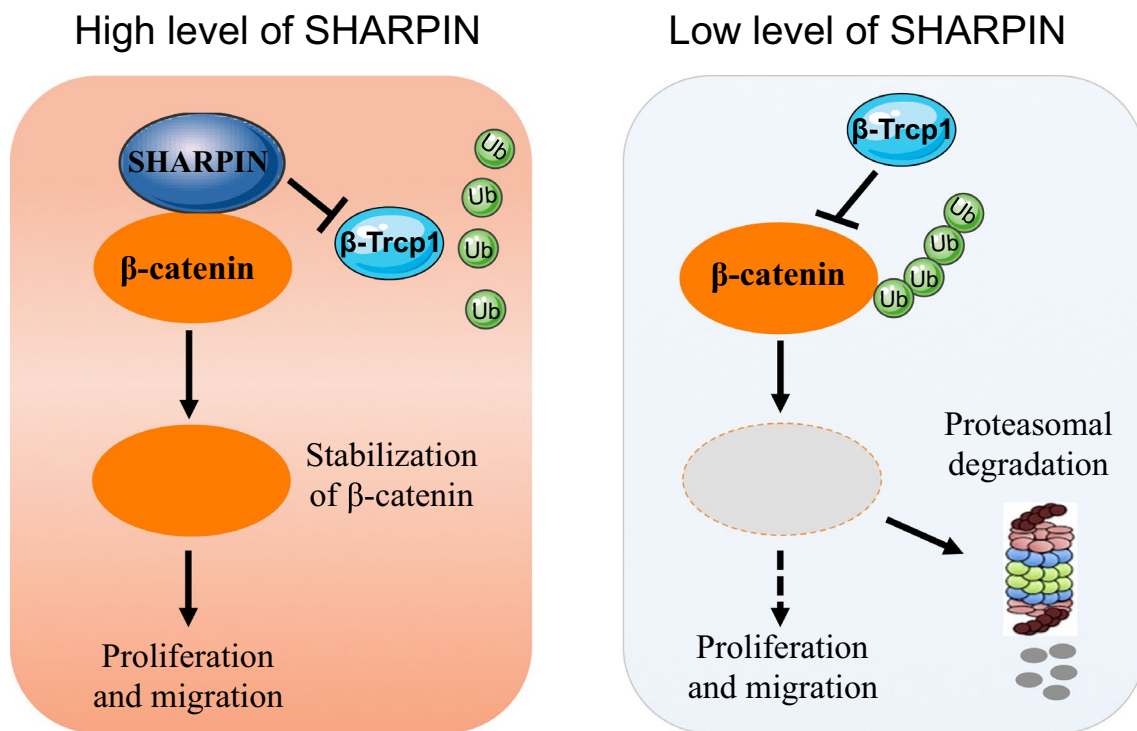 High level of SHARPIN
SHARPIN
β-catenin
β-Trcp1
Ub
Ub
Ub
Ub
Stabilization
of β-catenin
Proliferation
and migration
Low level of SHARPIN
β-Trcp1
β-catenin
Ub
Ub
Ub
Ub
Proteasomal
degradation
Proliferation
and migration